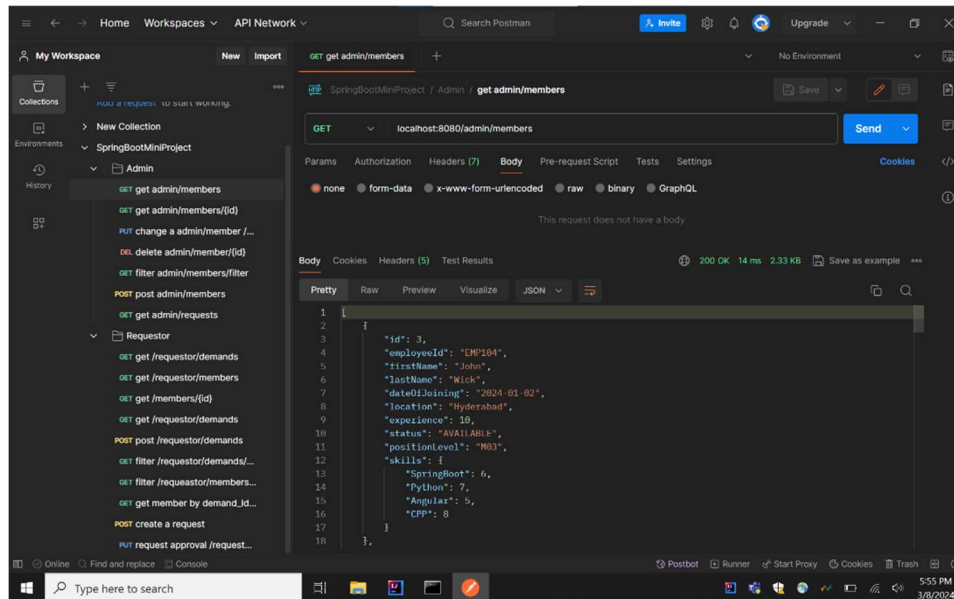 Home Workspaces API Network Search Postman Invite Upgrade
My Workspace New Import GET get admin/members No Environment
Collections
Add a request to start working.
SpringBootMiniProject / Admin / get admin/members Save
New Collection
GET localhost:8080/admin/members Send
Environments
SpringBootMiniProject
Admin
Params Authorization Headers (7) Body Pre-request Script Tests Settings Cookies
History
GET get admin/members
none form-data x-www-form-urlencoded raw binary GraphQL
GET get admin/members/{id}
This request does not have a body
PUT change a admin/member /...
DEL delete admin/member/{id}
Body Cookies Headers (5) Test Results 200 OK 14 ms 2.33 KB Save as example
GET filter admin/members/filter
POST post admin/members
Pretty Raw Preview Visualize JSON
GET get admin/requests
1 [
Requestor
2 {
3 "id": 3,
GET get /requestor/demands
4 "employeeId": "EMP104",
5 "firstName": "John",
GET get /requestor/members
6 "lastName": "Wick",
7 "dateOfJoining": "2024-01-02",
GET get /members/{id}
8 "location": "Hyderabad",
9 "experience": 10,
GET get /requestor/demands
10 "status": "AVAILABLE",
POST post /requestor/demands
11 "positionLevel": "M03",
12 "skills": {
GET filter /requestor/demands/...
13 "SpringBoot": 6,
14 "Python": 7,
GET filter /requeastor/members...
15 "Angular": 5,
GET get member by demand_Id...
16 "CPP": 8
17 }
POST create a request
18 },
PUT request approval /request...
Online Find and replace Console Postbot Runner Start Proxy Cookies Trash
Type here to search
5:55 PM
3/8/2024